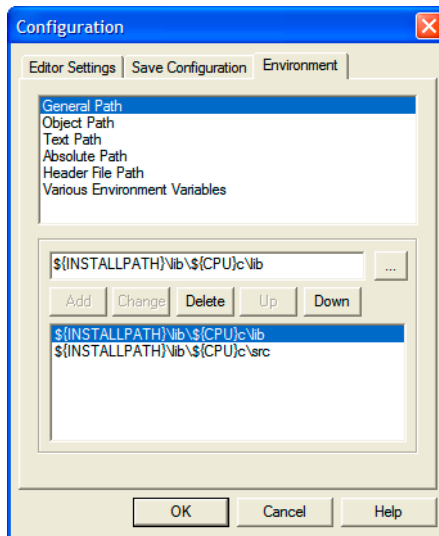 Configuration
Editor Settings Save Configuration Environment
General Path
Object Path
Text Path
Absolute Path
Header File Path
Various Environment Variables
${INSTALLPATH}\lib\${CPU}c\lib ...
Add Change Delete Up Down
${INSTALLPATH}\lib\${CPU}c\lib
${INSTALLPATH}\lib\${CPU}c\src
OK Cancel Help